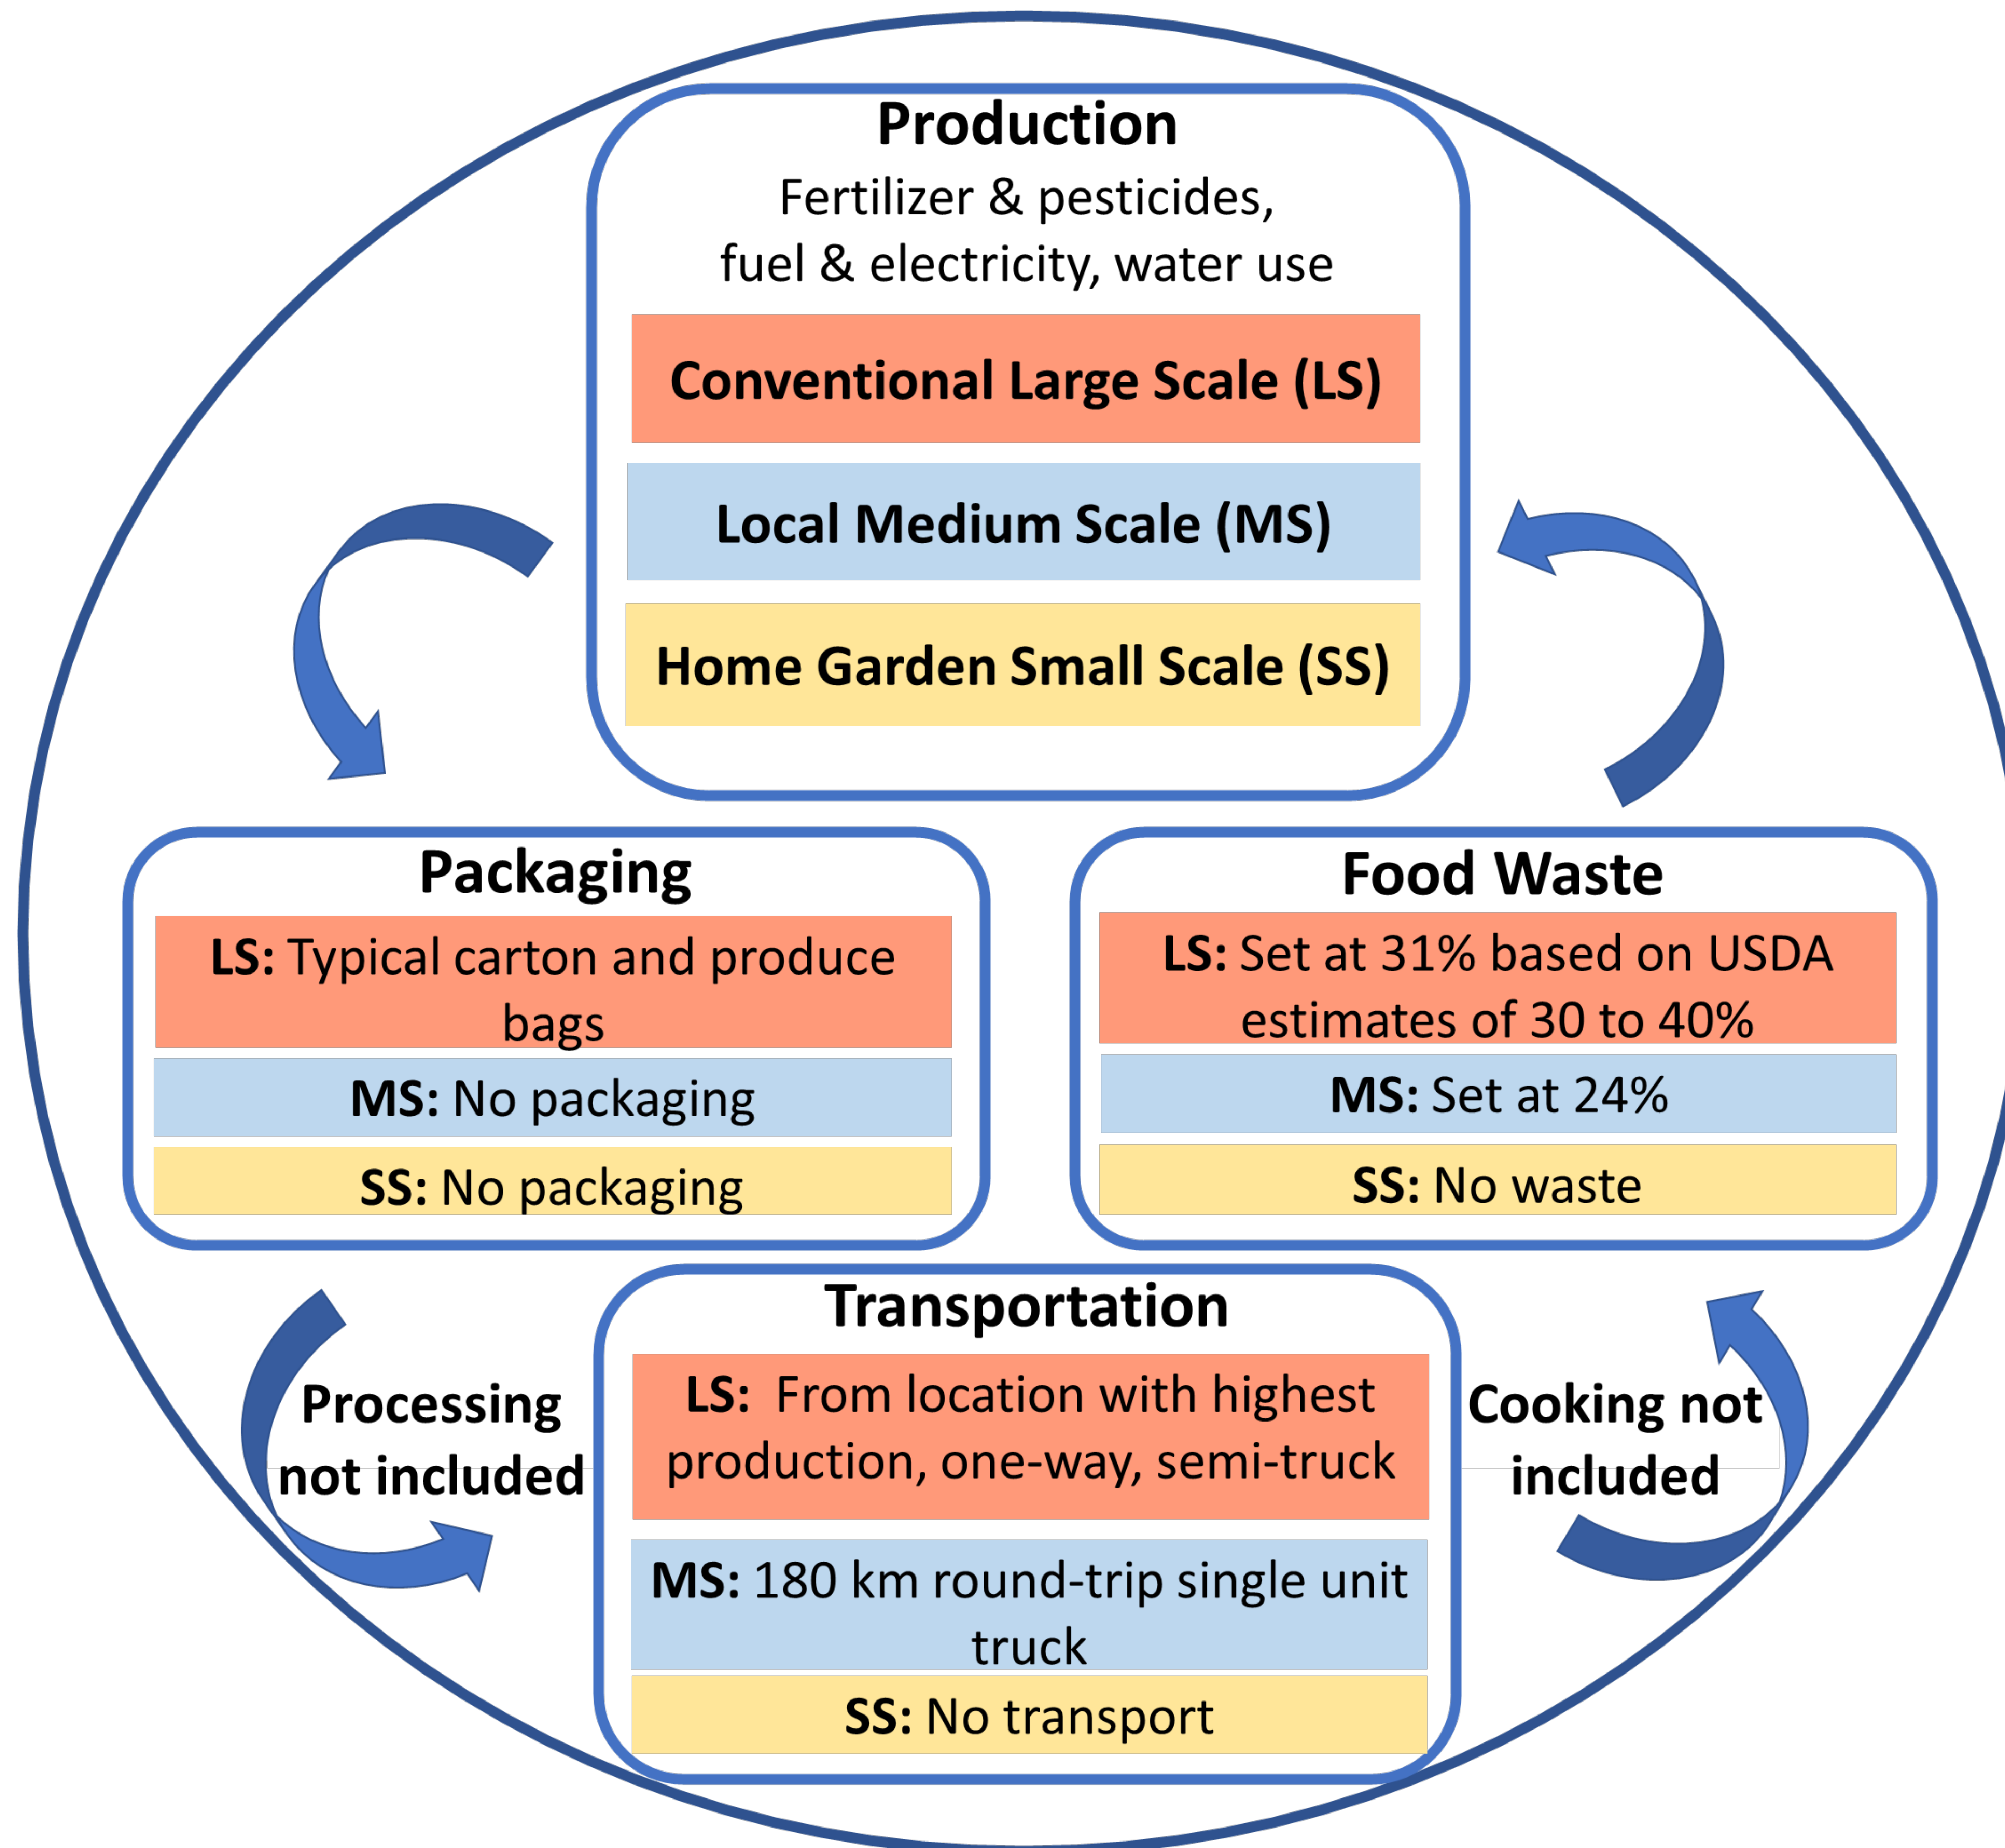 Production
Fertilizer & pesticides,
fuel & electricity, water use
Conventional Large Scale (LS)
Local Medium Scale (MS)
Home Garden Small Scale (SS)
Packaging
LS: Typical carton and produce
bags
MS: No packaging
SS: No packaging
Food Waste
LS: Set at 31% based on USDA
estimates of 30 to 40%
MS: Set at 24%
SS: No waste
Processing
not included
Transportation
LS: From location with highest
production, one-way, semi-truck
MS: 180 km round-trip single unit
truck
SS: No transport
Cooking not
included